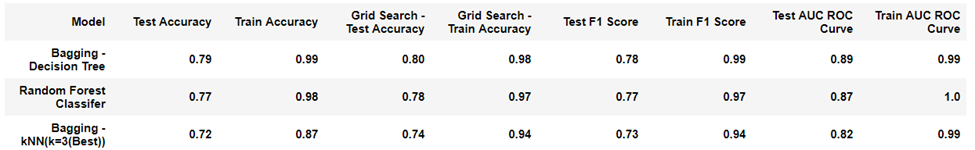 Model Test Accuracy Train Accuracy Grid Search - Test Accuracy Grid Search - Train Accuracy Test F1 Score Train F1 Score Test AUC ROC Curve Train AUC ROC Curve
Bagging - Decision Tree 0.79 0.99 0.80 0.98 0.78 0.99 0.89 0.99
Random Forest Classifer 0.77 0.98 0.78 0.97 0.77 0.97 0.87 1.0
Bagging - kNN(k=3(Best)) 0.72 0.87 0.74 0.94 0.73 0.94 0.82 0.99